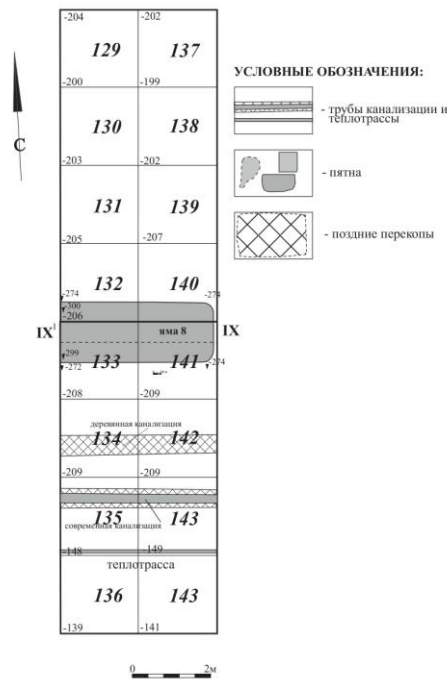 -204 -202
129 137
-200 -199
130 138
-203 -202
131 139
-205 -207
132 140
-274 -274
-300
-206
IX¹ яма 8 IX
-299
-272 133 141 -274
-208 -209
деревянная канализация
134 142
-209 -209
135 143
современная канализация
-148 -149
теплотрасса
136 143
-139 -141
0 2м
С
УСЛОВНЫЕ ОБОЗНАЧЕНИЯ:
- трубы канализации и
теплотрассы
- пятна
- поздние перекопы